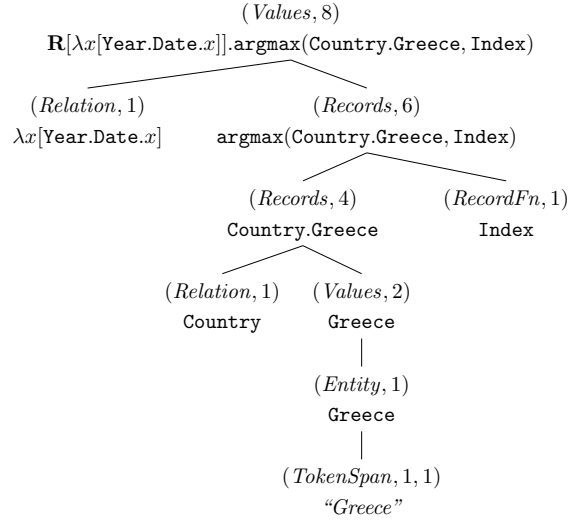 (Values, 8)
R[λx[Year.Date.x]].argmax(Country.Greece, Index)
(Relation, 1) (Records, 6)
λx[Year.Date.x] argmax(Country.Greece, Index)
(Records, 4) (RecordFn, 1)
Country.Greece Index
(Relation, 1) (Values, 2)
Country Greece
(Entity, 1)
Greece
(TokenSpan, 1, 1)
“Greece”